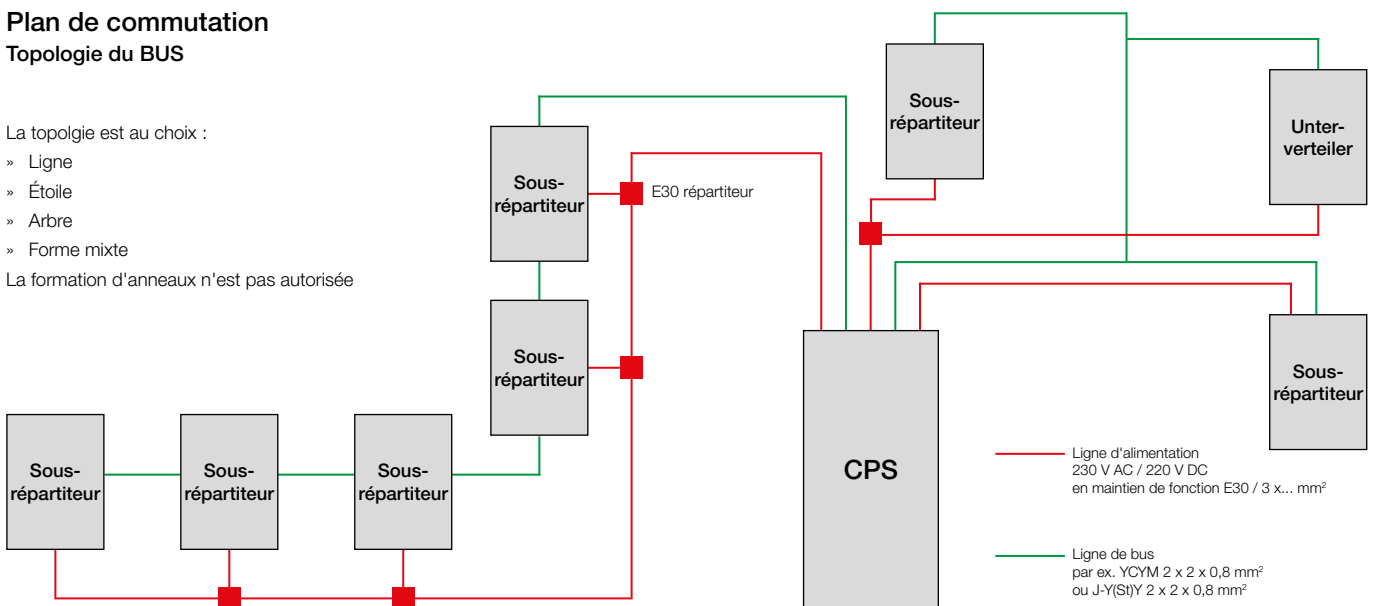 Plan de commutation
Topologie du BUS
La topolgie est au choix :
» Ligne
» Étoile
» Arbre
» Forme mixte
La formation d'anneaux n'est pas autorisée
Sous-
répartiteur
Unter-
verteiler
Sous-
répartiteur
E30 répartiteur
Sous-
répartiteur
Sous-
répartiteur
Sous-
répartiteur
Sous-
répartiteur
Sous-
répartiteur
CPS
Sous-
répartiteur
Ligne d'alimentation
230 V AC / 220 V DC
en maintien de fonction E30 / 3 x... mm²
Ligne de bus
par ex. YCYM 2 x 2 x 0,8 mm²
ou J-Y(St)Y 2 x 2 x 0,8 mm²